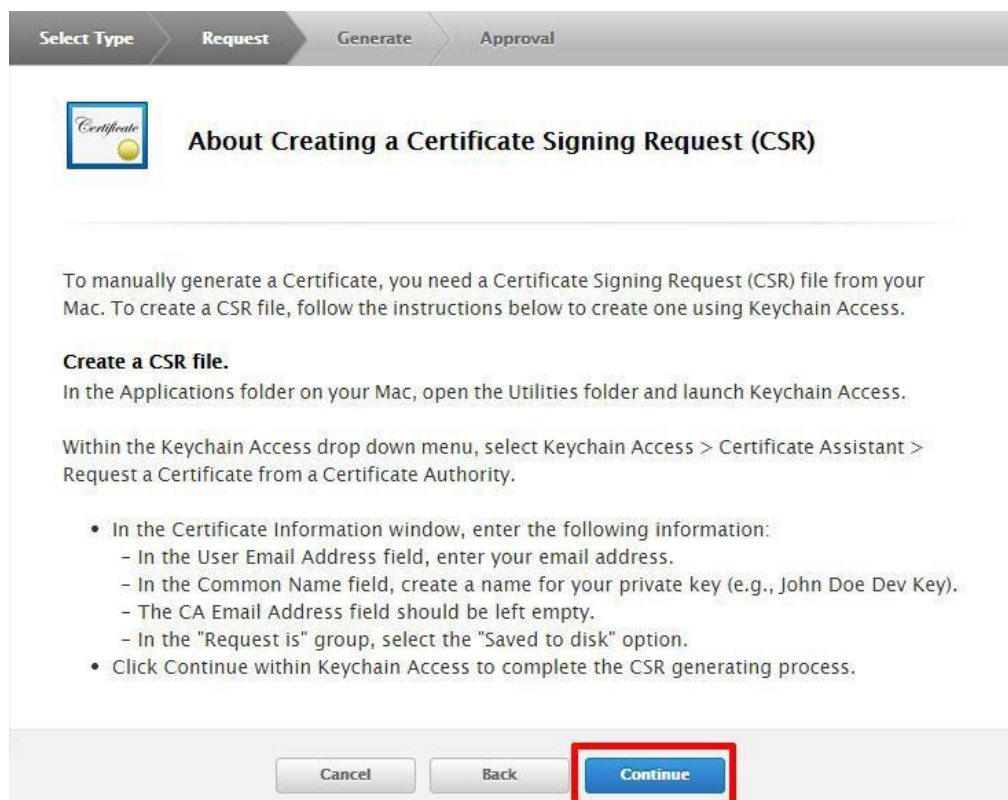 Select Type Request Generate Approval
Certificate
About Creating a Certificate Signing Request (CSR)
To manually generate a Certificate, you need a Certificate Signing Request (CSR) file from your
Mac. To create a CSR file, follow the instructions below to create one using Keychain Access.
Create a CSR file.
In the Applications folder on your Mac, open the Utilities folder and launch Keychain Access.
Within the Keychain Access drop down menu, select Keychain Access > Certificate Assistant >
Request a Certificate from a Certificate Authority.
• In the Certificate Information window, enter the following information:
– In the User Email Address field, enter your email address.
– In the Common Name field, create a name for your private key (e.g., John Doe Dev Key).
– The CA Email Address field should be left empty.
– In the "Request is" group, select the "Saved to disk" option.
• Click Continue within Keychain Access to complete the CSR generating process.
Cancel Back Continue